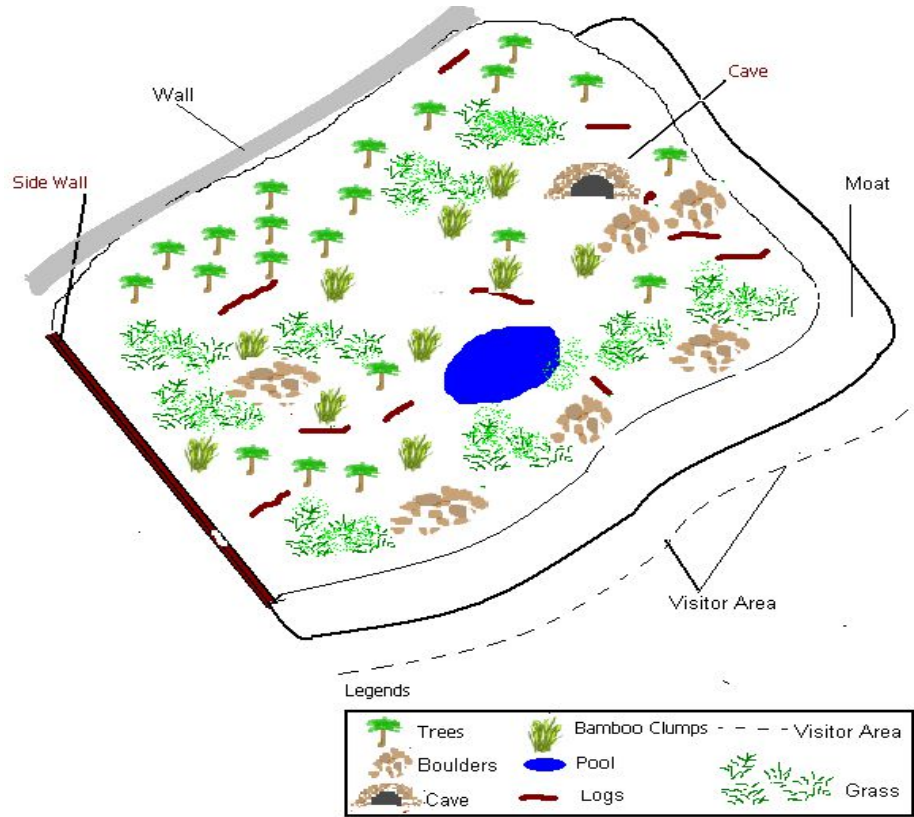 Cave
Wall
Side Wall
Moat
Visitor Area
Legends
Trees
Bamboo Clumps
Visitor Area
Boulders
Pool
Cave
Logs
Grass